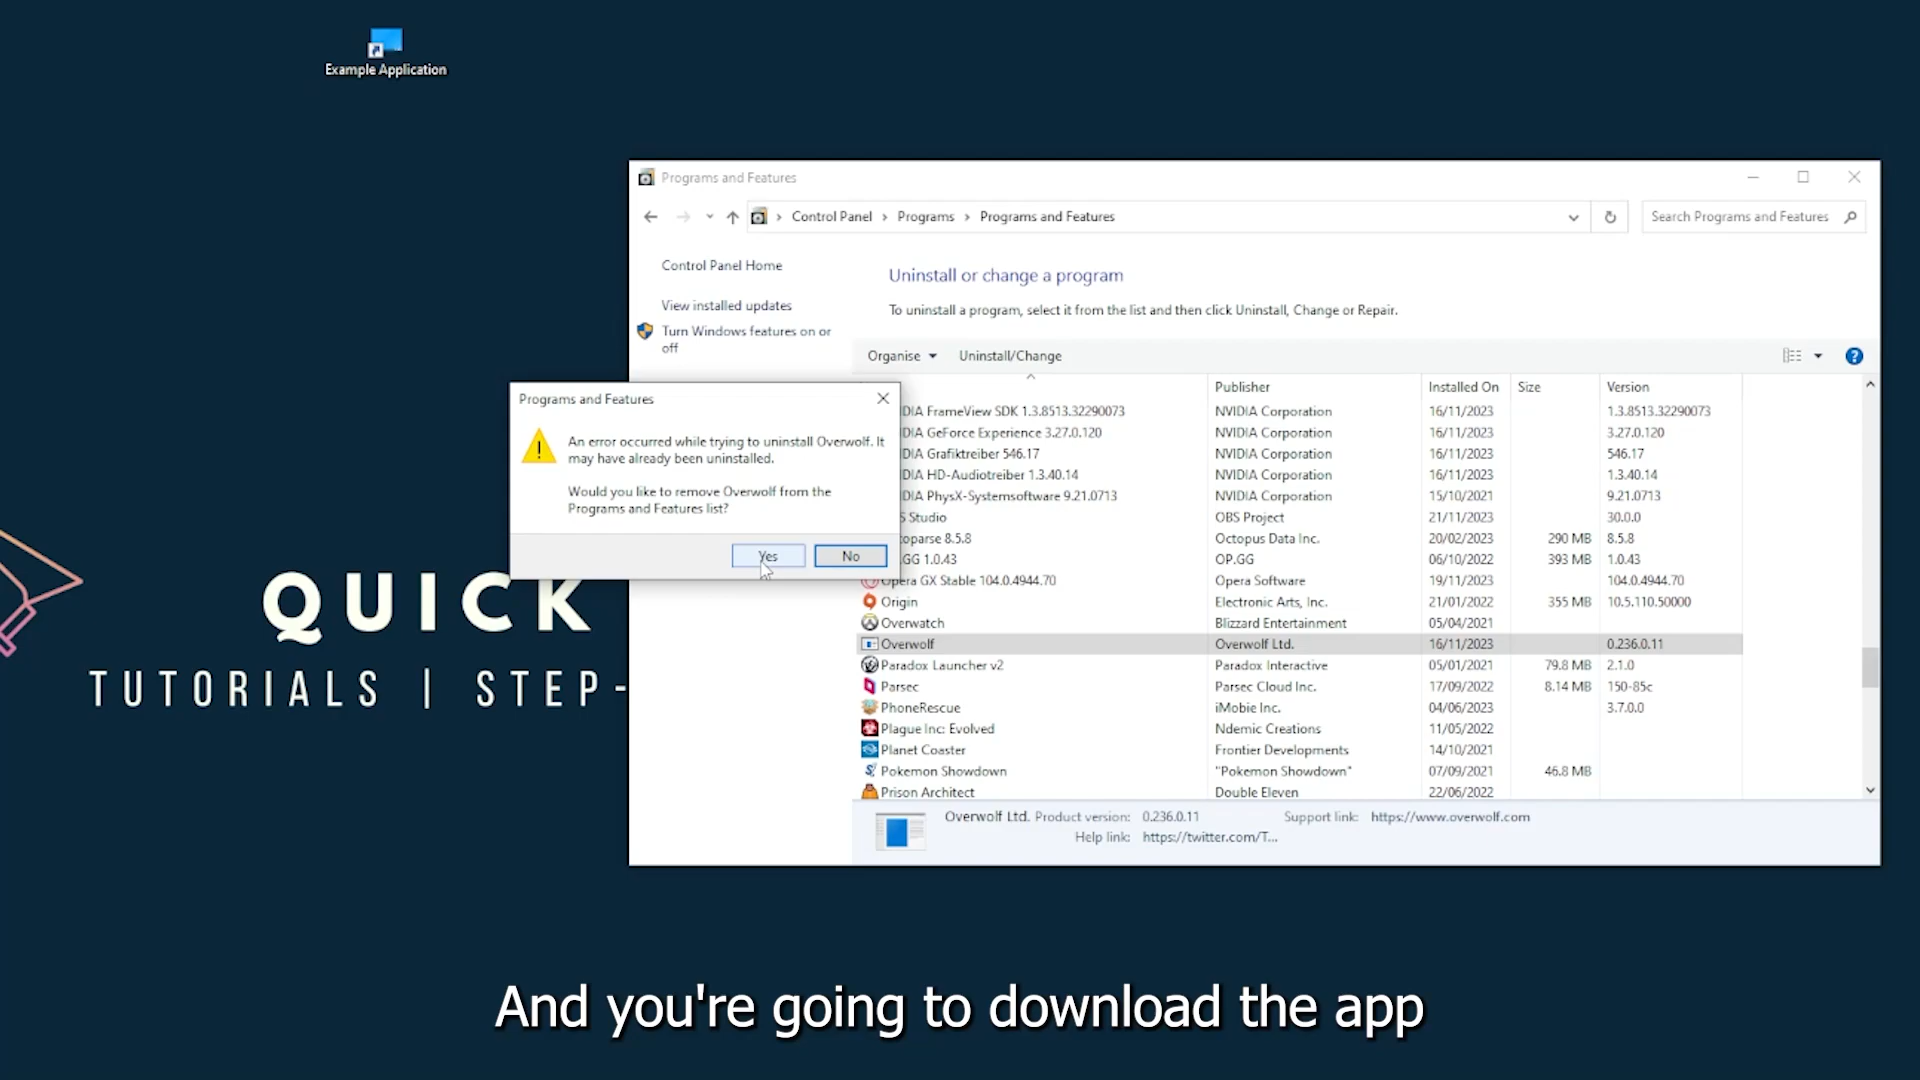 Example Application
Programs and Features
Control Panel › Programs › Programs and Features
Search Programs and Features
Control Panel Home
View installed updates
Turn Windows features on or
off
Uninstall or change a program
To uninstall a program, select it from the list and then click Uninstall, Change or Repair.
Organise Uninstall/Change
Publisher Installed On Size Version
DIA FrameView SDK 1.3.8513.32290073 NVIDIA Corporation 16/11/2023 1.3.8513.32290073
DIA GeForce Experience 3.27.0.120 NVIDIA Corporation 16/11/2023 3.27.0.120
DIA Grafiktreiber 546.17 NVIDIA Corporation 16/11/2023 546.17
DIA HD-Audiotreiber 1.3.40.14 NVIDIA Corporation 16/11/2023 1.3.40.14
DIA PhysX-Systemsoftware 9.21.0713 NVIDIA Corporation 15/10/2021 9.21.0713
S Studio OBS Project 21/11/2023 30.0.0
oparse 8.5.8 Octopus Data Inc. 20/02/2023 290 MB 8.5.8
.GG 1.0.43 OP.GG 06/10/2022 393 MB 1.0.43
Opera GX Stable 104.0.4944.70 Opera Software 19/11/2023 104.0.4944.70
Origin Electronic Arts, Inc. 21/01/2022 355 MB 10.5.110.50000
Overwatch Blizzard Entertainment 05/04/2021
Overwolf Overwolf Ltd. 16/11/2023 0.236.0.11
Paradox Launcher v2 Paradox Interactive 05/01/2021 79.8 MB 2.1.0
Parsec Parsec Cloud Inc. 17/09/2022 8.14 MB 150-85c
PhoneRescue iMobie Inc. 04/06/2023 3.7.0.0
Plague Inc: Evolved Ndemic Creations 11/05/2022
Planet Coaster Frontier Developments 14/10/2021
Pokemon Showdown "Pokemon Showdown" 07/09/2021 46.8 MB
Prison Architect Double Eleven 22/06/2022
Overwolf Ltd. Product version: 0.236.0.11 Support link: https://www.overwolf.com
Help link: https://twitter.com/T...
Programs and Features
An error occurred while trying to uninstall Overwolf. It
may have already been uninstalled.
Would you like to remove Overwolf from the
Programs and Features list?
Yes No
QUICK
TUTORIALS | STEP-
And you're going to download the app